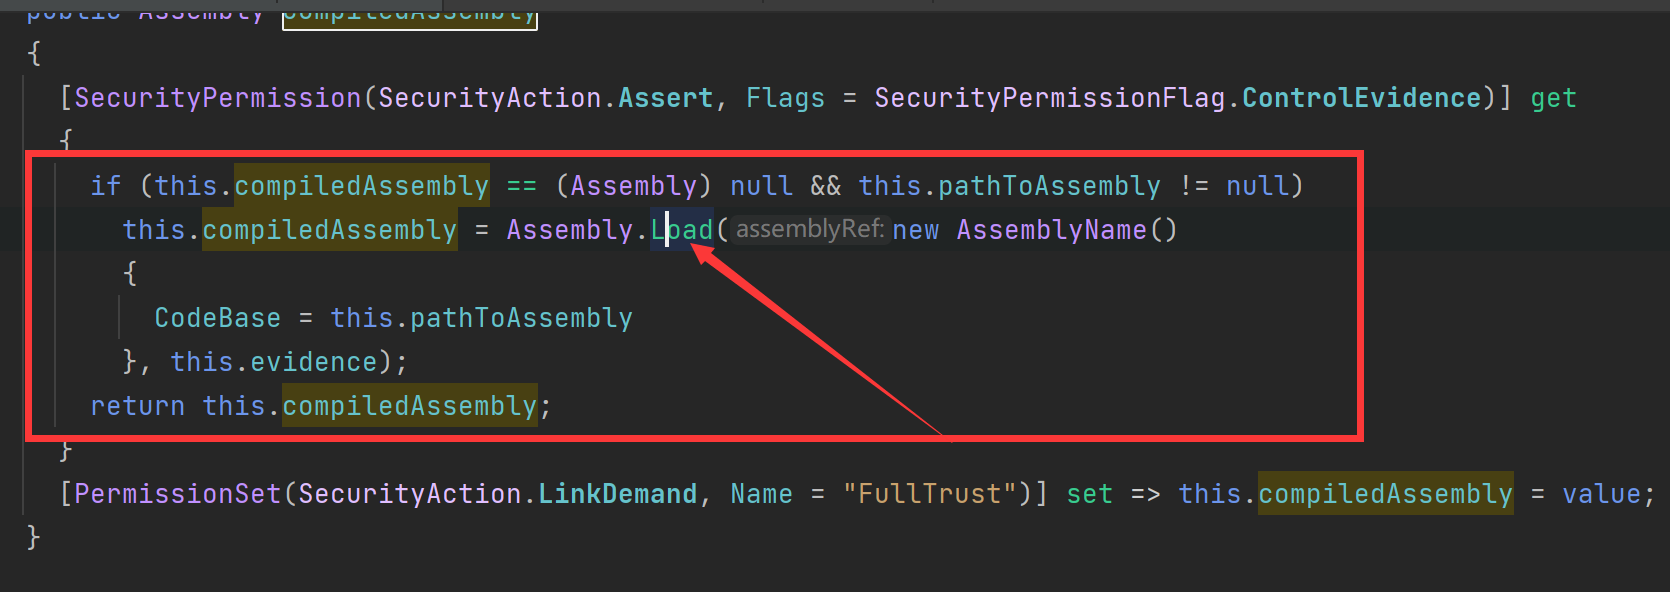 public Assembly compiledAssembly
{
[SecurityPermission(SecurityAction.Assert, Flags = SecurityPermissionFlag.ControlEvidence)] get
{
if (this.compiledAssembly == (Assembly) null && this.pathToAssembly != null)
this.compiledAssembly = Assembly.Load(assemblyRef:new AssemblyName()
{
CodeBase = this.pathToAssembly
}, this.evidence);
return this.compiledAssembly;
}
[PermissionSet(SecurityAction.LinkDemand, Name = "FullTrust")] set => this.compiledAssembly = value;
}